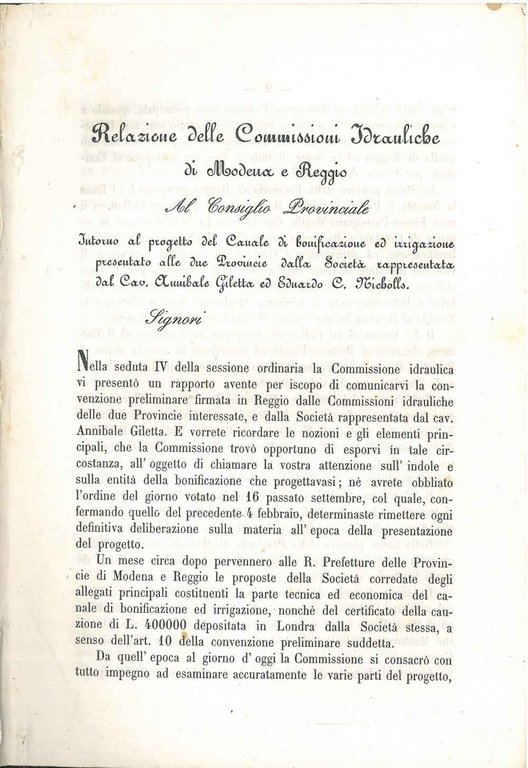 Relazione delle Commissioni Idrauliche
di Modena e Reggio
Al Consiglio Provinciale
Intorno al progetto del Canale di bonificazione ed irrigazione
presentato alle due Provincie dalla Società rappresentata
dal Cav. Annibale Giletta ed Eduardo C. Nicholls.
Signori
Nella seduta IV della sessione ordinaria la Commissione idraulica
vi presentò un rapporto avente per iscopo di comunicarvi la con-
venzione preliminare firmata in Reggio dalle Commissioni idrauliche
delle due Provincie interessate, e dalla Società rappresentata dal cav.
Annibale Giletta. E vorrete ricordare le nozioni e gli elementi prin-
cipali, che la Commissione trovò opportuno di esporvi in tale cir-
costanza, all' oggetto di chiamare la vostra attenzione sull' indole e
sulla entità della bonificazione che progettavasi; nè avrete obbliato
l'ordine del giorno votato nel 16 passato settembre, col quale, con-
fermando quello del precedente 4 febbraio, determinaste rimettere ogni
definitiva deliberazione sulla materia all' epoca della presentazione
del progetto.
Un mese circa dopo pervennero alle R. Prefetture delle Provin-
cie di Modena e Reggio le proposte della Società corredate degli
allegati principali costituenti la parte tecnica ed economica del ca-
nale di bonificazione ed irrigazione, nonchè del certificato della cau-
zione di L. 400000 depositata in Londra dalla Società stessa, a
senso dell'art. 10 della convenzione preliminare suddetta.
Da quell' epoca al giorno d' oggi la Commissione si consacrò con
tutto impegno ad esaminare accuratamente le varie parti del progetto,